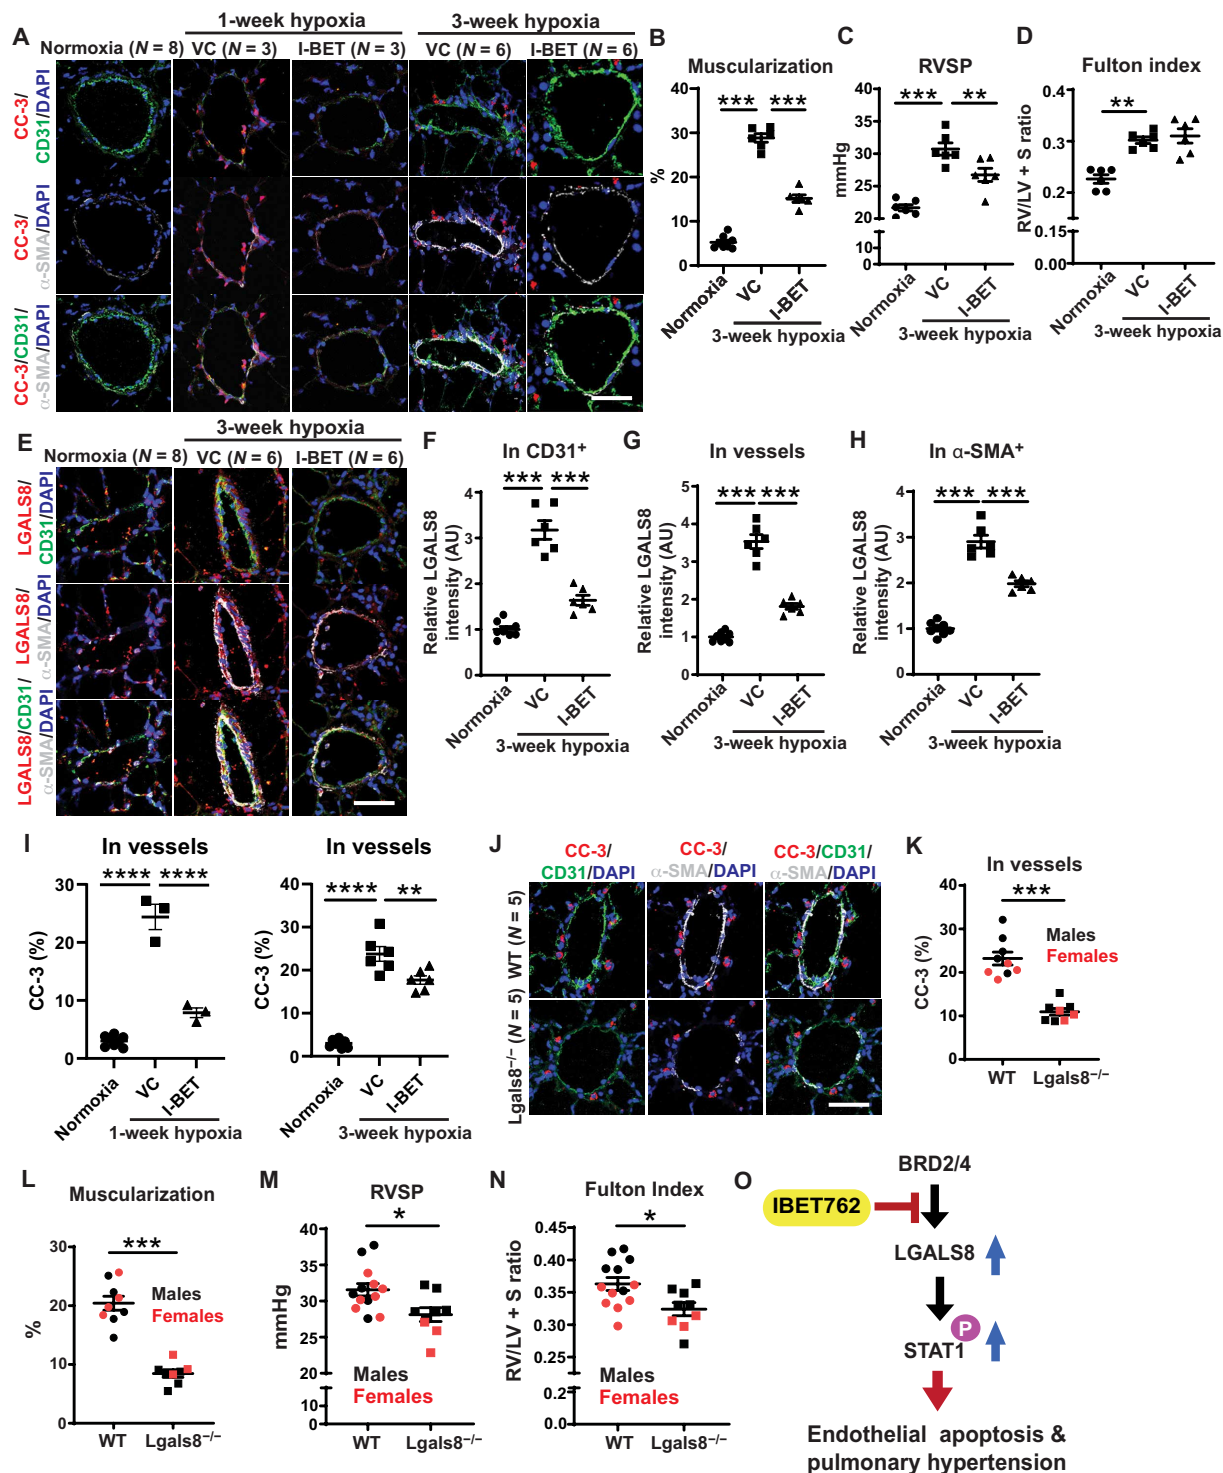 A
1-week hypoxia
3-week hypoxia
Normoxia (N = 8)
VC (N = 3)
I-BET (N = 3)
VC (N = 6)
I-BET (N = 6)
CC-3/
CD31/DAPI
CC-3/
α-SMA/DAPI
CC-3/CD31/
α-SMA/DAPI
B
Muscularization
***
***
%
40
30
20
10
0
Normoxia
VC
I-BET
3-week hypoxia
C
RVSP
***
**
mmHg
40
35
30
25
20
10
0
Normoxia
VC
I-BET
3-week hypoxia
D
Fulton index
**
RV/LV + S ratio
0.4
0.3
0.2
0.15
0.00
Normoxia
VC
I-BET
3-week hypoxia
E
3-week hypoxia
Normoxia (N = 8)
VC (N = 6)
I-BET (N = 6)
LGALS8/
CD31/DAPI
LGALS8/
α-SMA/DAPI
LGALS8/CD31/
α-SMA/DAPI
F
In CD31+
***
***
Relative LGALS8
intensity (AU)
4
3
2
1
0
Normoxia
VC
I-BET
3-week hypoxia
G
In vessels
***
***
Relative LGALS8
intensity (AU)
5
4
3
2
1
0
Normoxia
VC
I-BET
3-week hypoxia
H
In α-SMA+
***
***
Relative LGALS8
intensity (AU)
4
3
2
1
0
Normoxia
VC
I-BET
3-week hypoxia
I
In vessels
****
****
CC-3 (%)
30
20
10
0
Normoxia
VC
I-BET
1-week hypoxia
In vessels
****
**
CC-3 (%)
40
30
20
10
0
Normoxia
VC
I-BET
3-week hypoxia
J
CC-3/
CD31/DAPI
CC-3/
α-SMA/DAPI
CC-3/CD31/
α-SMA/DAPI
WT (N = 5)
Lgals8−/− (N = 5)
K
In vessels
***
Males
Females
CC-3 (%)
40
30
20
10
0
WT
Lgals8−/−
L
Muscularization
***
Males
Females
%
30
20
10
0
WT
Lgals8−/−
M
RVSP
*
mmHg
40
35
30
25
20
10
0
Males
Females
WT
Lgals8−/−
N
Fulton Index
*
RV/LV + S ratio
0.45
0.40
0.35
0.30
0.25
0.2
0.0
Males
Females
WT
Lgals8−/−
O
BRD2/4
IBET762
LGALS8
P
STAT1
Endothelial apoptosis &
pulmonary hypertension